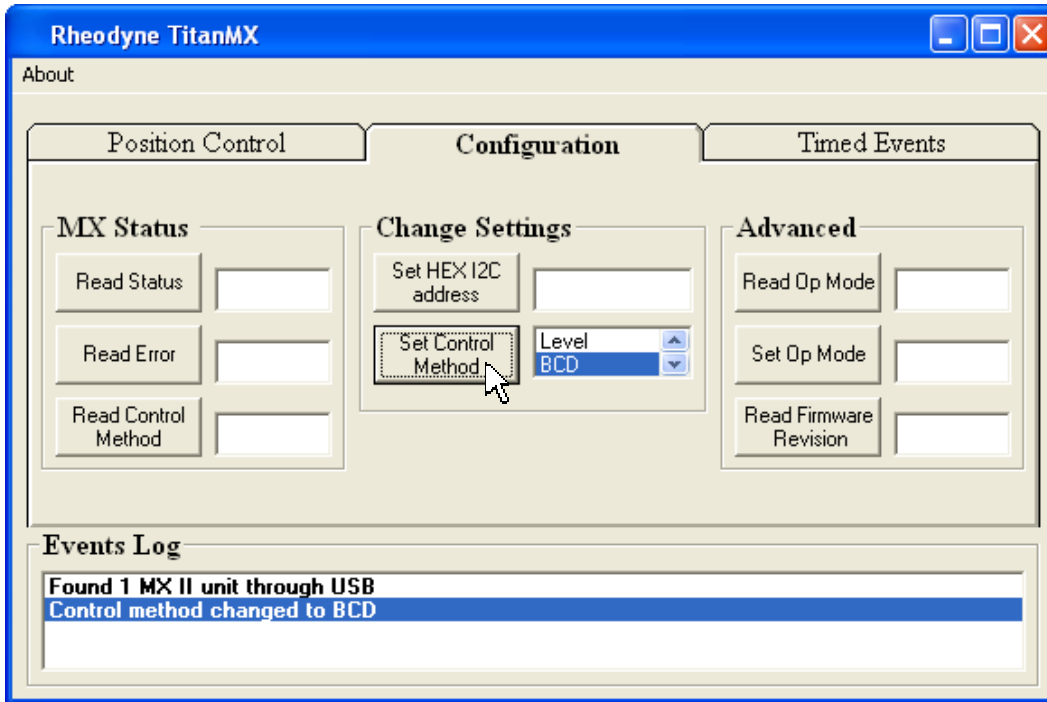 Rheodyne TitanMX
About
Position Control
Configuration
Timed Events
MX Status
Read Status
Read Error
Read Control
Method
Change Settings
Set HEX I2C
address
Set Control
Method
Level
BCD
Advanced
Read Op Mode
Set Op Mode
Read Firmware
Revision
Events Log
Found 1 MX II unit through USB
Control method changed to BCD